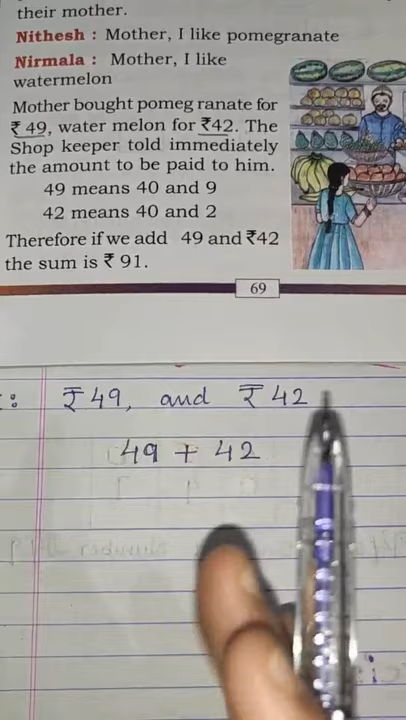 their mother.
Nithesh : Mother, I like pomegranate
Nirmala : Mother, I like
watermelon
Mother bought pomeg ranate for
₹ 49, water melon for ₹42. The
Shop keeper told immediately
the amount to be paid to him.
49 means 40 and 9
42 means 40 and 2
Therefore if we add 49 and ₹42
the sum is ₹ 91.
69
: ₹49, and ₹ 42
49 + 42